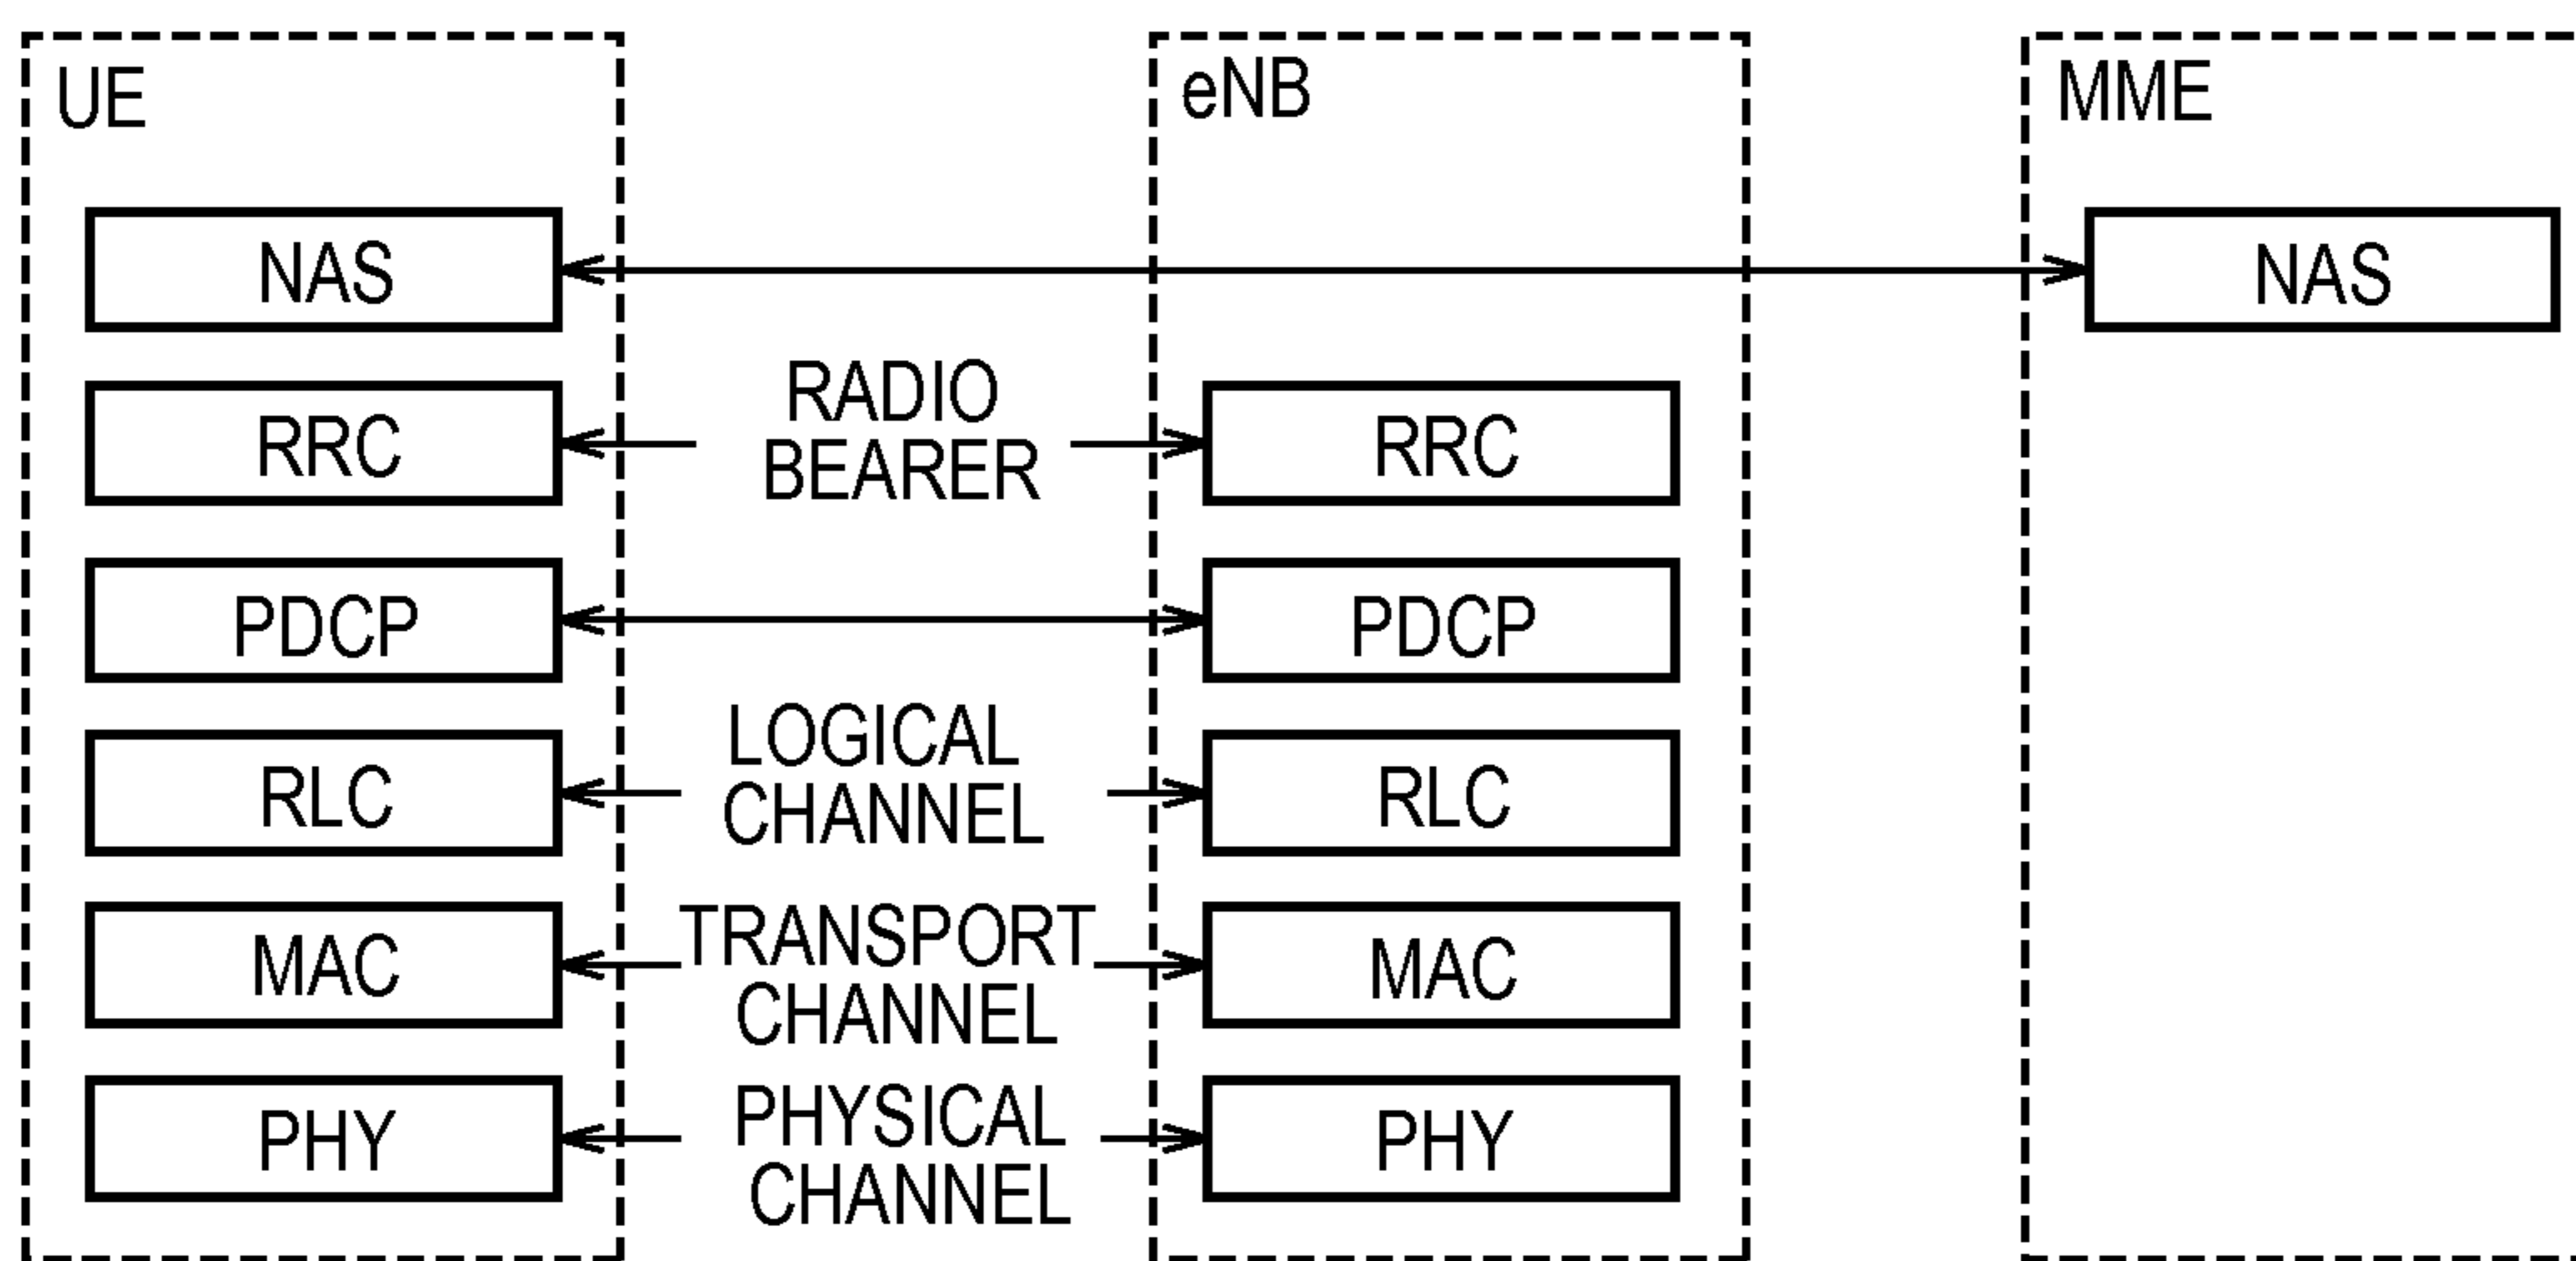 UE
eNB
MME
NAS
NAS
RRC
RADIO
BEARER
RRC
PDCP
PDCP
RLC
LOGICAL
CHANNEL
RLC
MAC
TRANSPORT
CHANNEL
MAC
PHY
PHYSICAL
CHANNEL
PHY